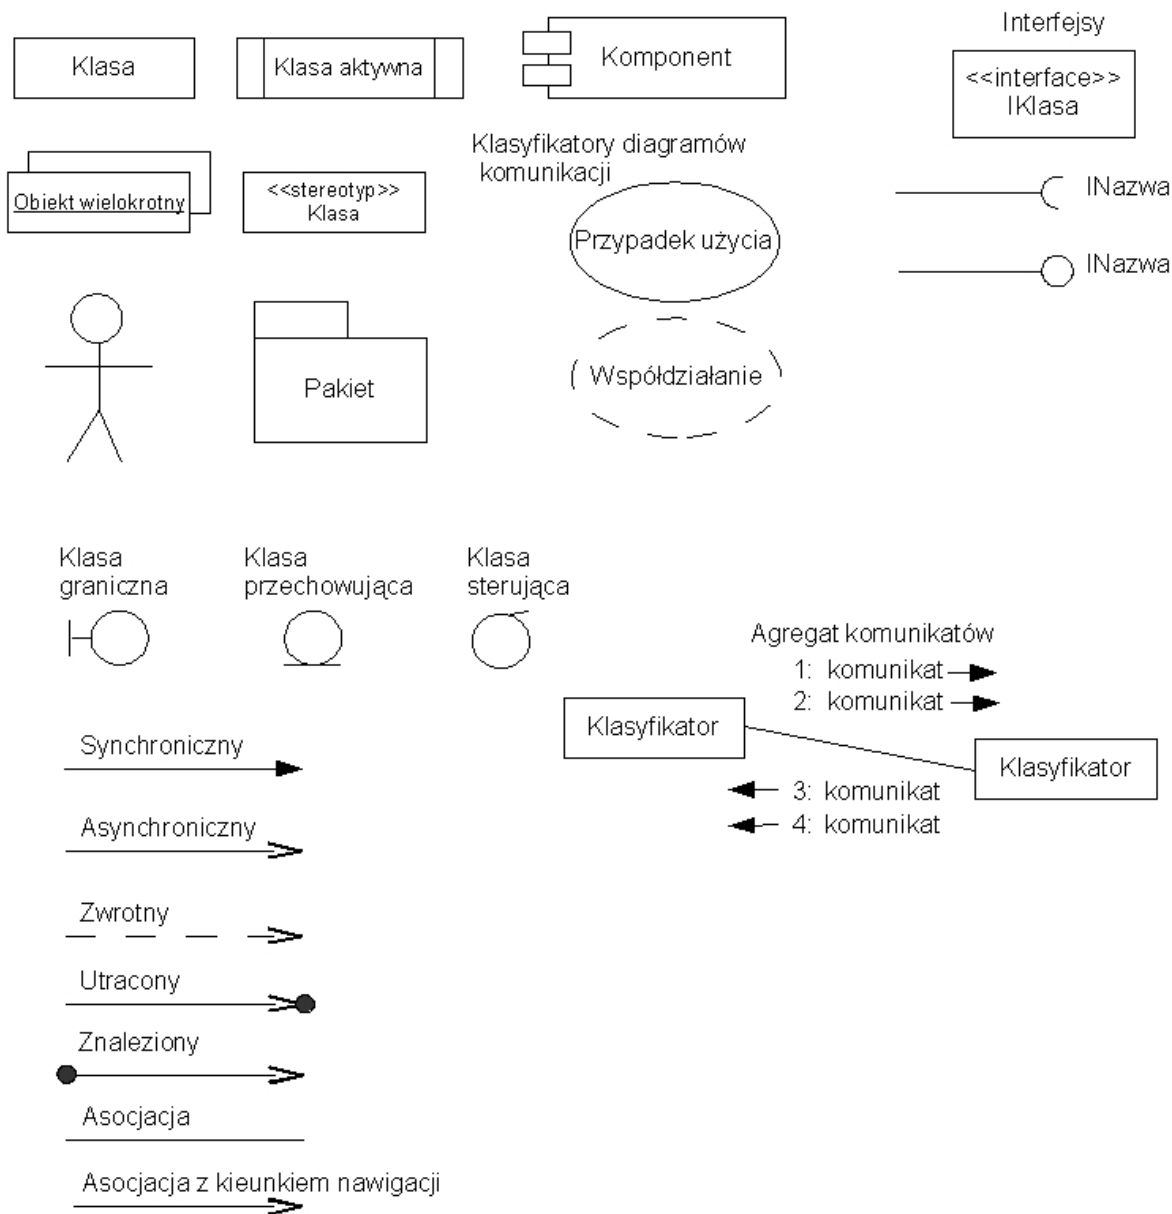 Interfejsy
Klasa
Klasa aktywna
Komponent
<<interface>>
IKlasa
Klasyfikatory diagramów
komunikacji
Obiekt wielokrotny
<<stereotyp>>
Klasa
INazwa
Przypadek użycia
INazwa
Pakiet
Współdziałanie
Klasa
graniczna
Klasa
przechowująca
Klasa
sterująca
Agregat komunikatów
1: komunikat
2: komunikat
Klasyfikator
Klasyfikator
3: komunikat
4: komunikat
Synchroniczny
Asynchroniczny
Zwrotny
Utracony
Znaleziony
Asocjacja
Asocjacja z kieunkiem nawigacji